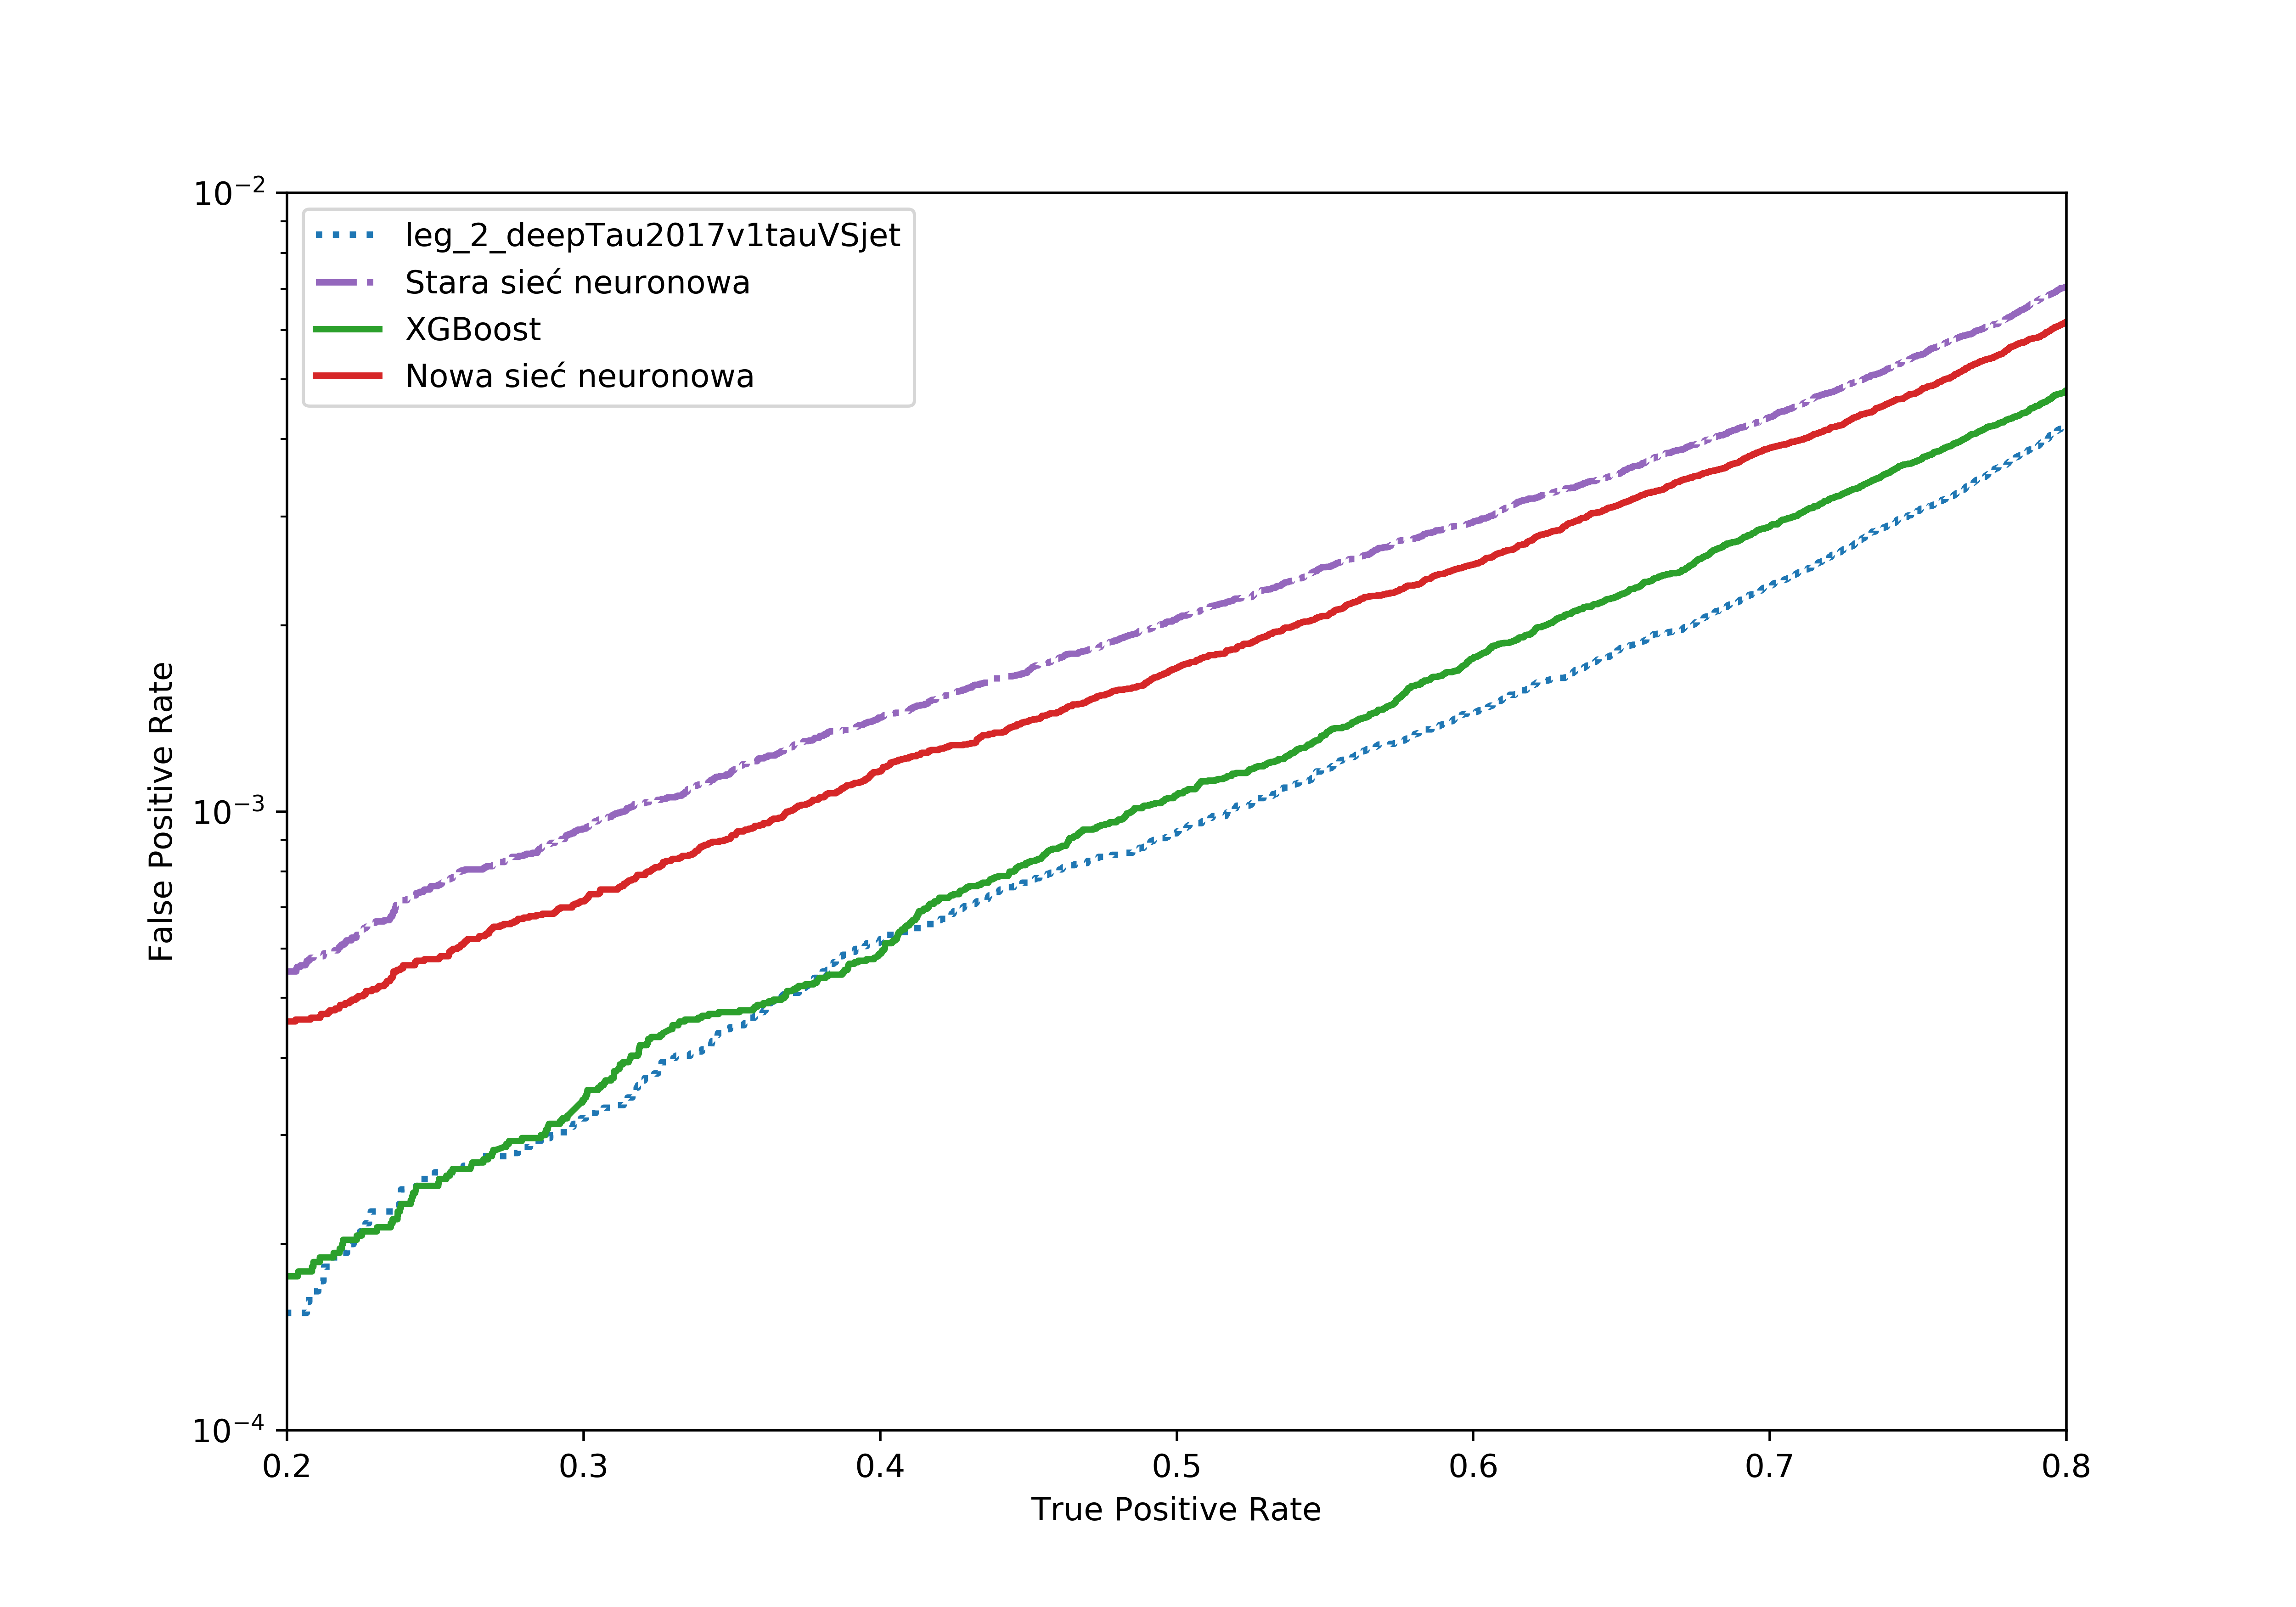 10⁻²
leg_2_deepTau2017v1tauVSjet
Stara sieć neuronowa
XGBoost
Nowa sieć neuronowa
False Positive Rate
10⁻³
10⁻⁴
0.2 0.3 0.4 0.5 0.6 0.7 0.8
True Positive Rate